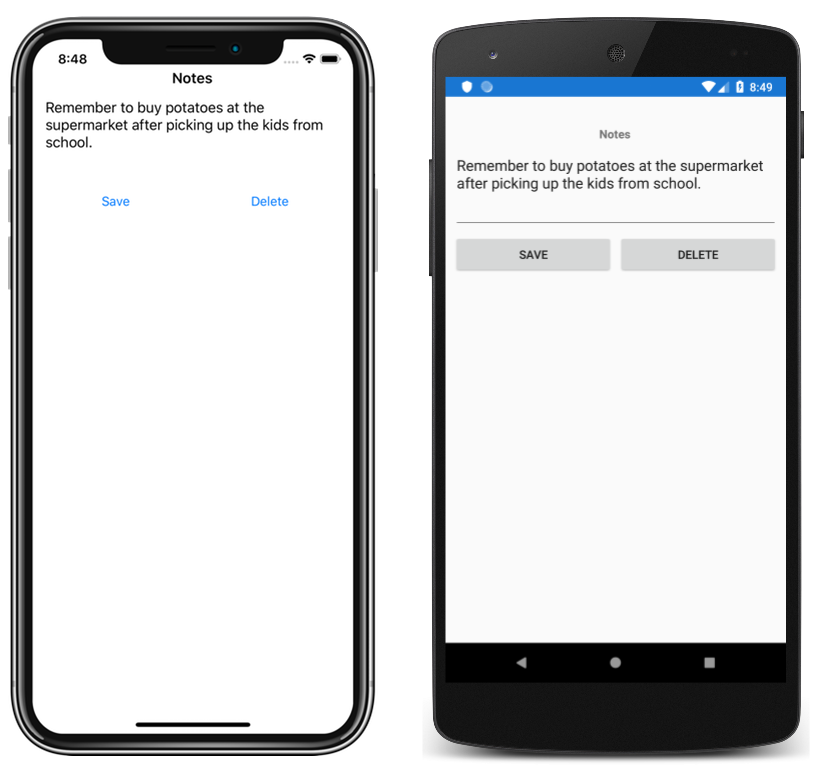 8:48
Notes
Remember to buy potatoes at the
supermarket after picking up the kids from
school.
Save
Delete
8:49
Notes
Remember to buy potatoes at the supermarket
after picking up the kids from school.
SAVE
DELETE